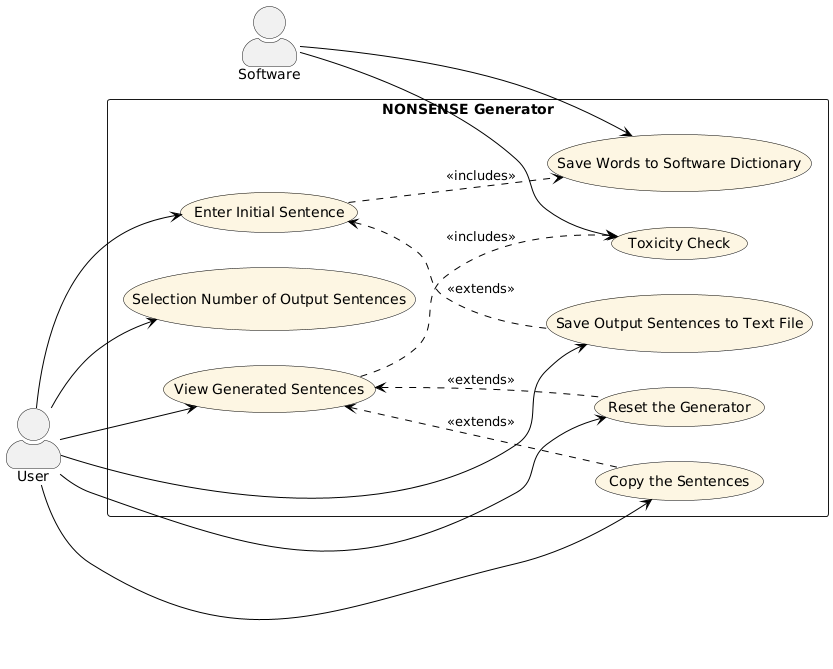 Software
NONSENSE Generator
Save Words to Software Dictionary
«includes»
Enter Initial Sentence
«includes»
Toxicity Check
«extends»
Selection Number of Output Sentences
Save Output Sentences to Text File
«extends»
View Generated Sentences
Reset the Generator
«extends»
User
Copy the Sentences